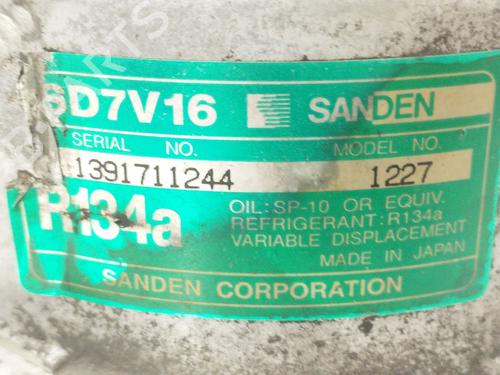 SD7V16 SANDEN
SERIAL NO. MODEL NO.
1391711244 1227
R134a
OIL: SP-10 OR EQUIV.
REFRIGERANT: R134a
VARIABLE DISPLACEMENT
MADE IN JAPAN
SANDEN CORPORATION